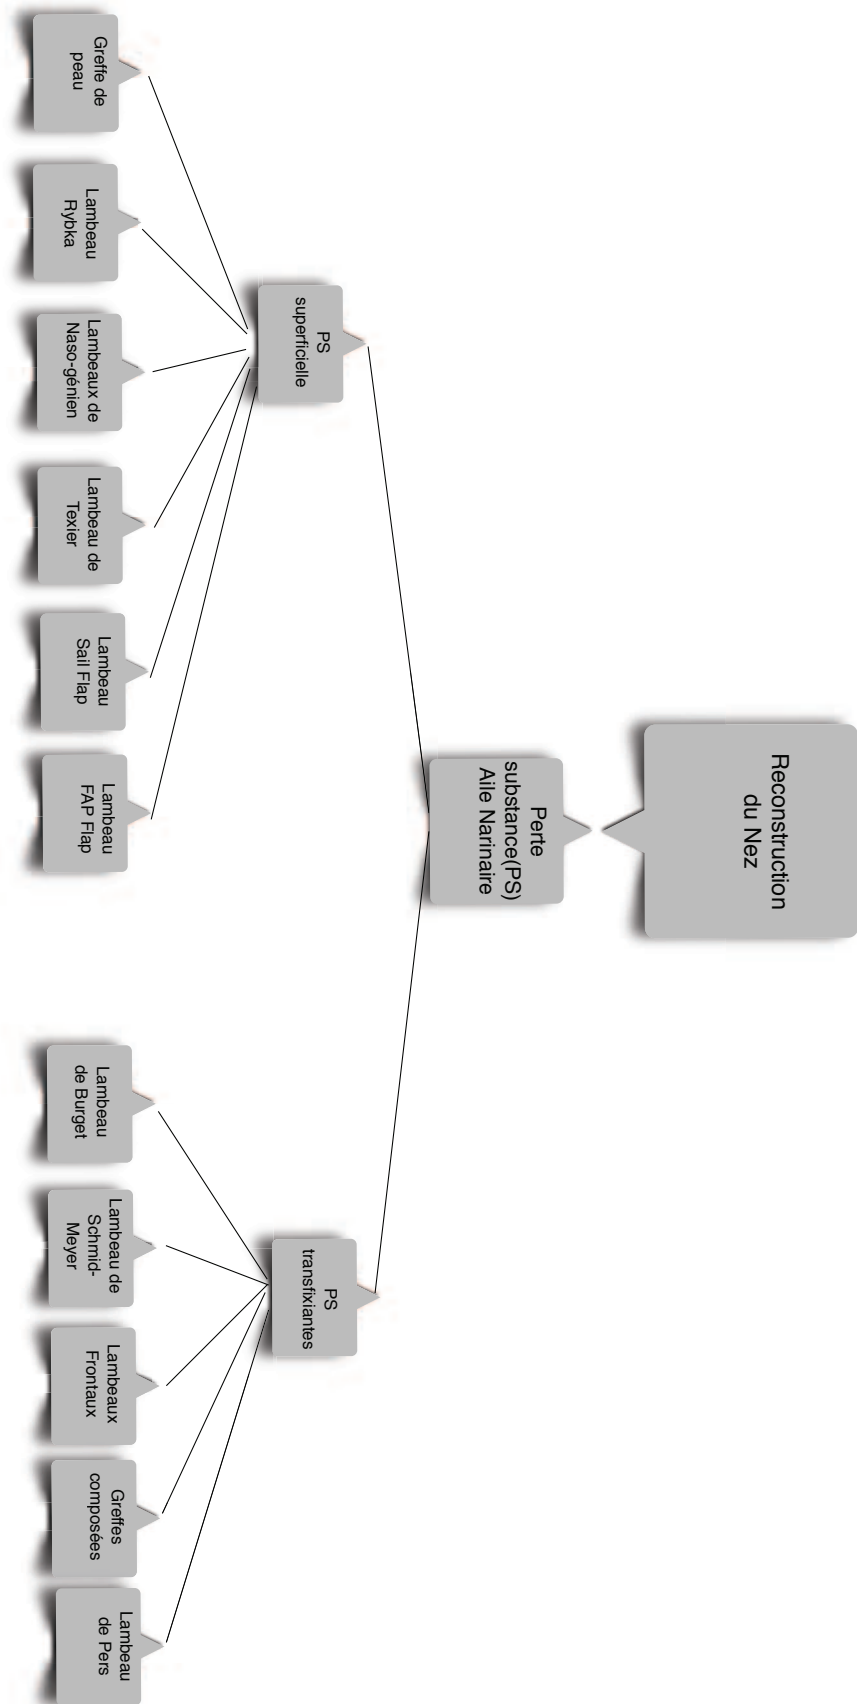 Reconstruction
du Nez
Perte
substance(PS)
Aile Narinaire
PS
superficielle
PS
transfixiantes
Greffe de
peau
Lambeau
Rybka
Lambeaux de
Naso-génien
Lambeau de
Texier
Lambeau
Sail Flap
Lambeau
FAP Flap
Lambeau
de Burget
Lambeau de
Schmid-
Meyer
Lambeaux
Frontaux
Greffes
composées
Lambeau
de Pers